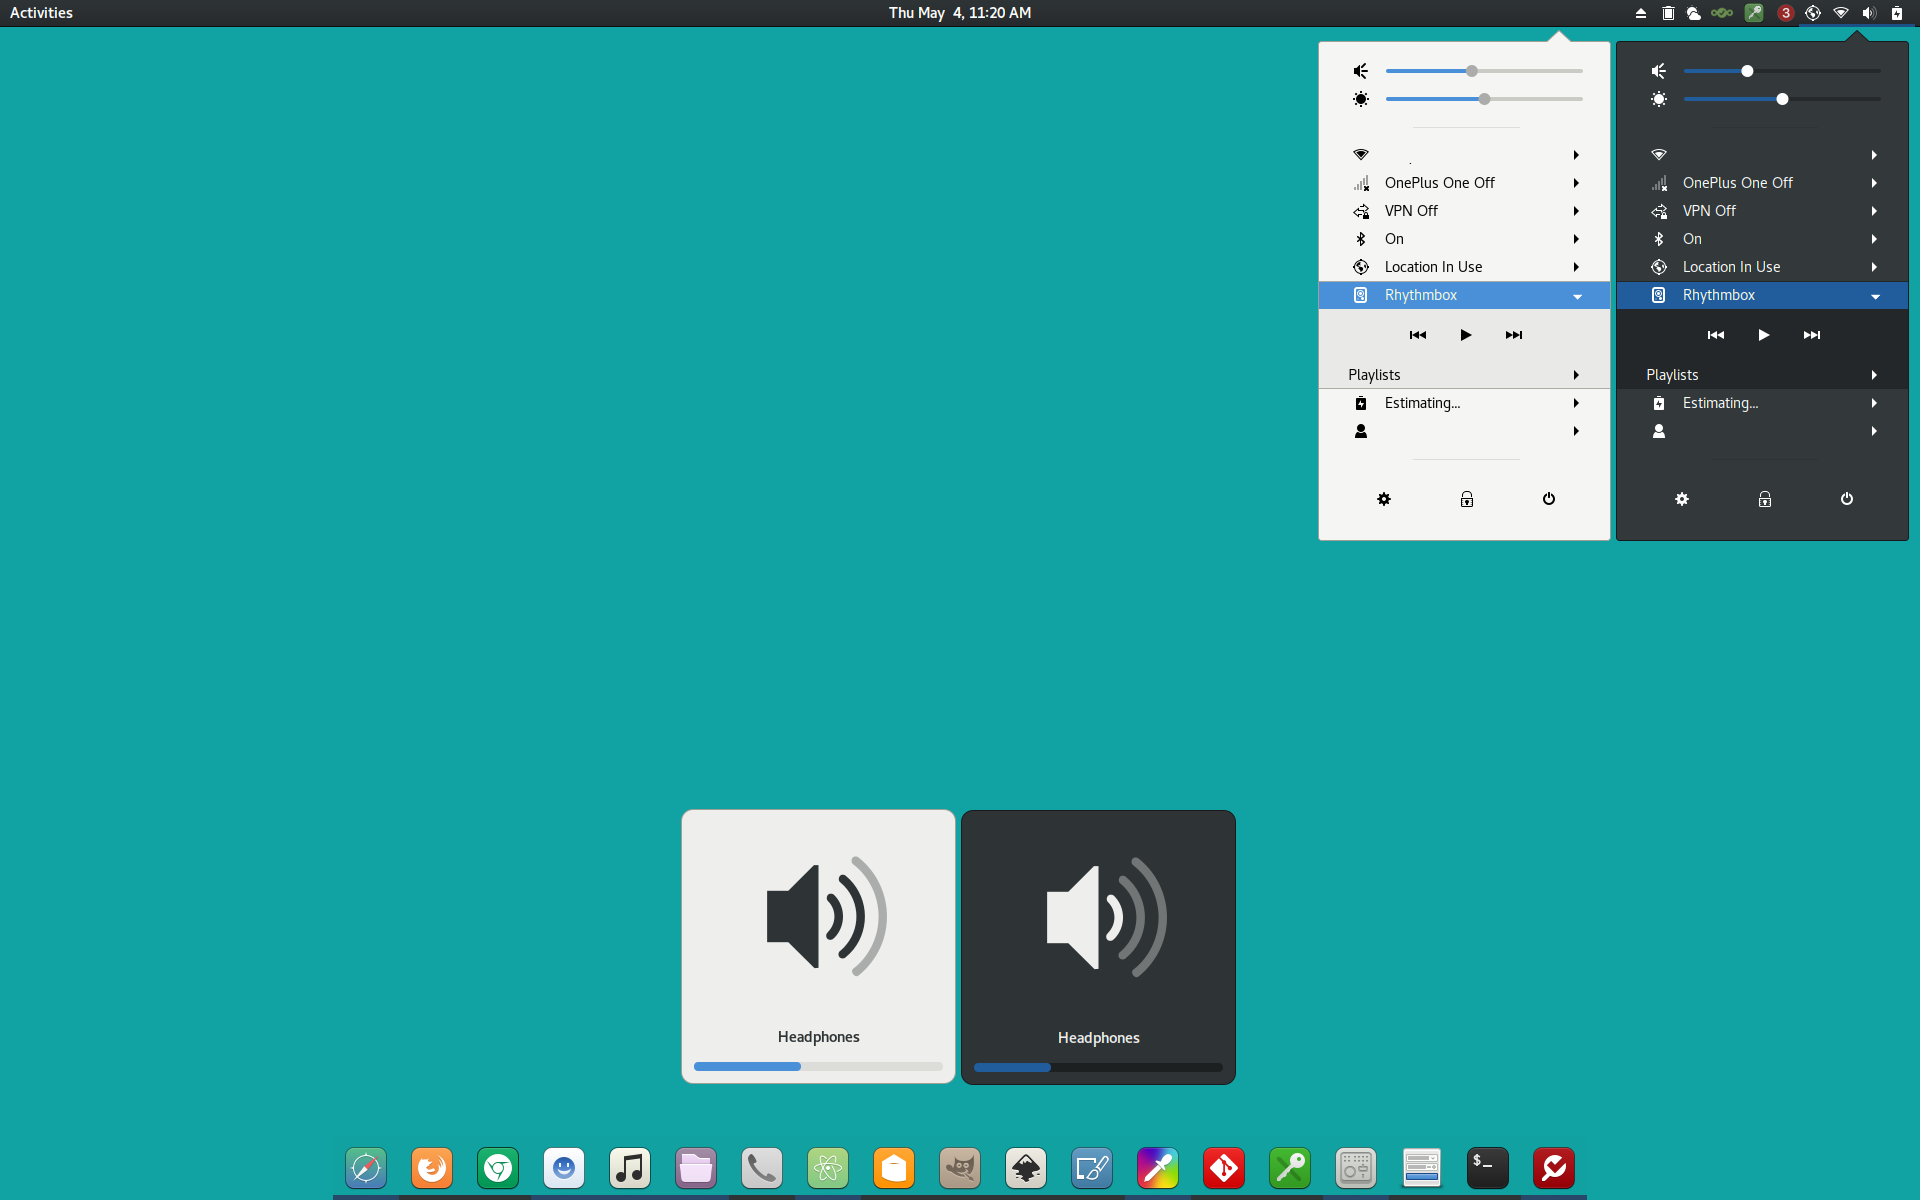 Activities
Thu May  4, 11:20 AM
3
OnePlus One Off
VPN Off
On
Location In Use
Rhythmbox
Playlists
Estimating...
OnePlus One Off
VPN Off
On
Location In Use
Rhythmbox
Playlists
Estimating...
Headphones
Headphones
$_